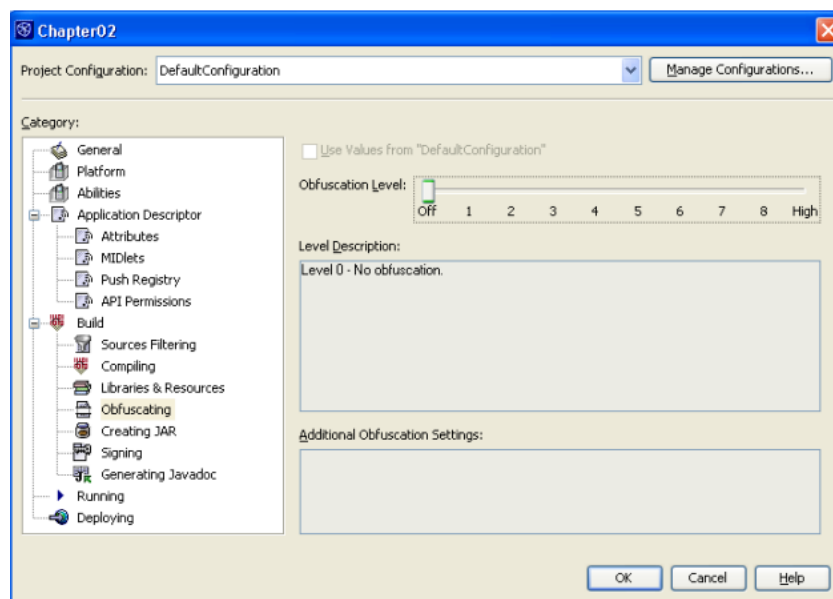 Chapter02
Project Configuration: DefaultConfiguration Manage Configurations...
Category:
General
Platform
Abilities
Application Descriptor
Attributes
MIDlets
Push Registry
API Permissions
Build
Sources Filtering
Compiling
Libraries & Resources
Obfuscating
Creating JAR
Signing
Generating Javadoc
Running
Deploying
Use Values from "DefaultConfiguration"
Obfuscation Level:
Off 1 2 3 4 5 6 7 8 High
Level Description:
Level 0 - No obfuscation.
Additional Obfuscation Settings:
OK Cancel Help